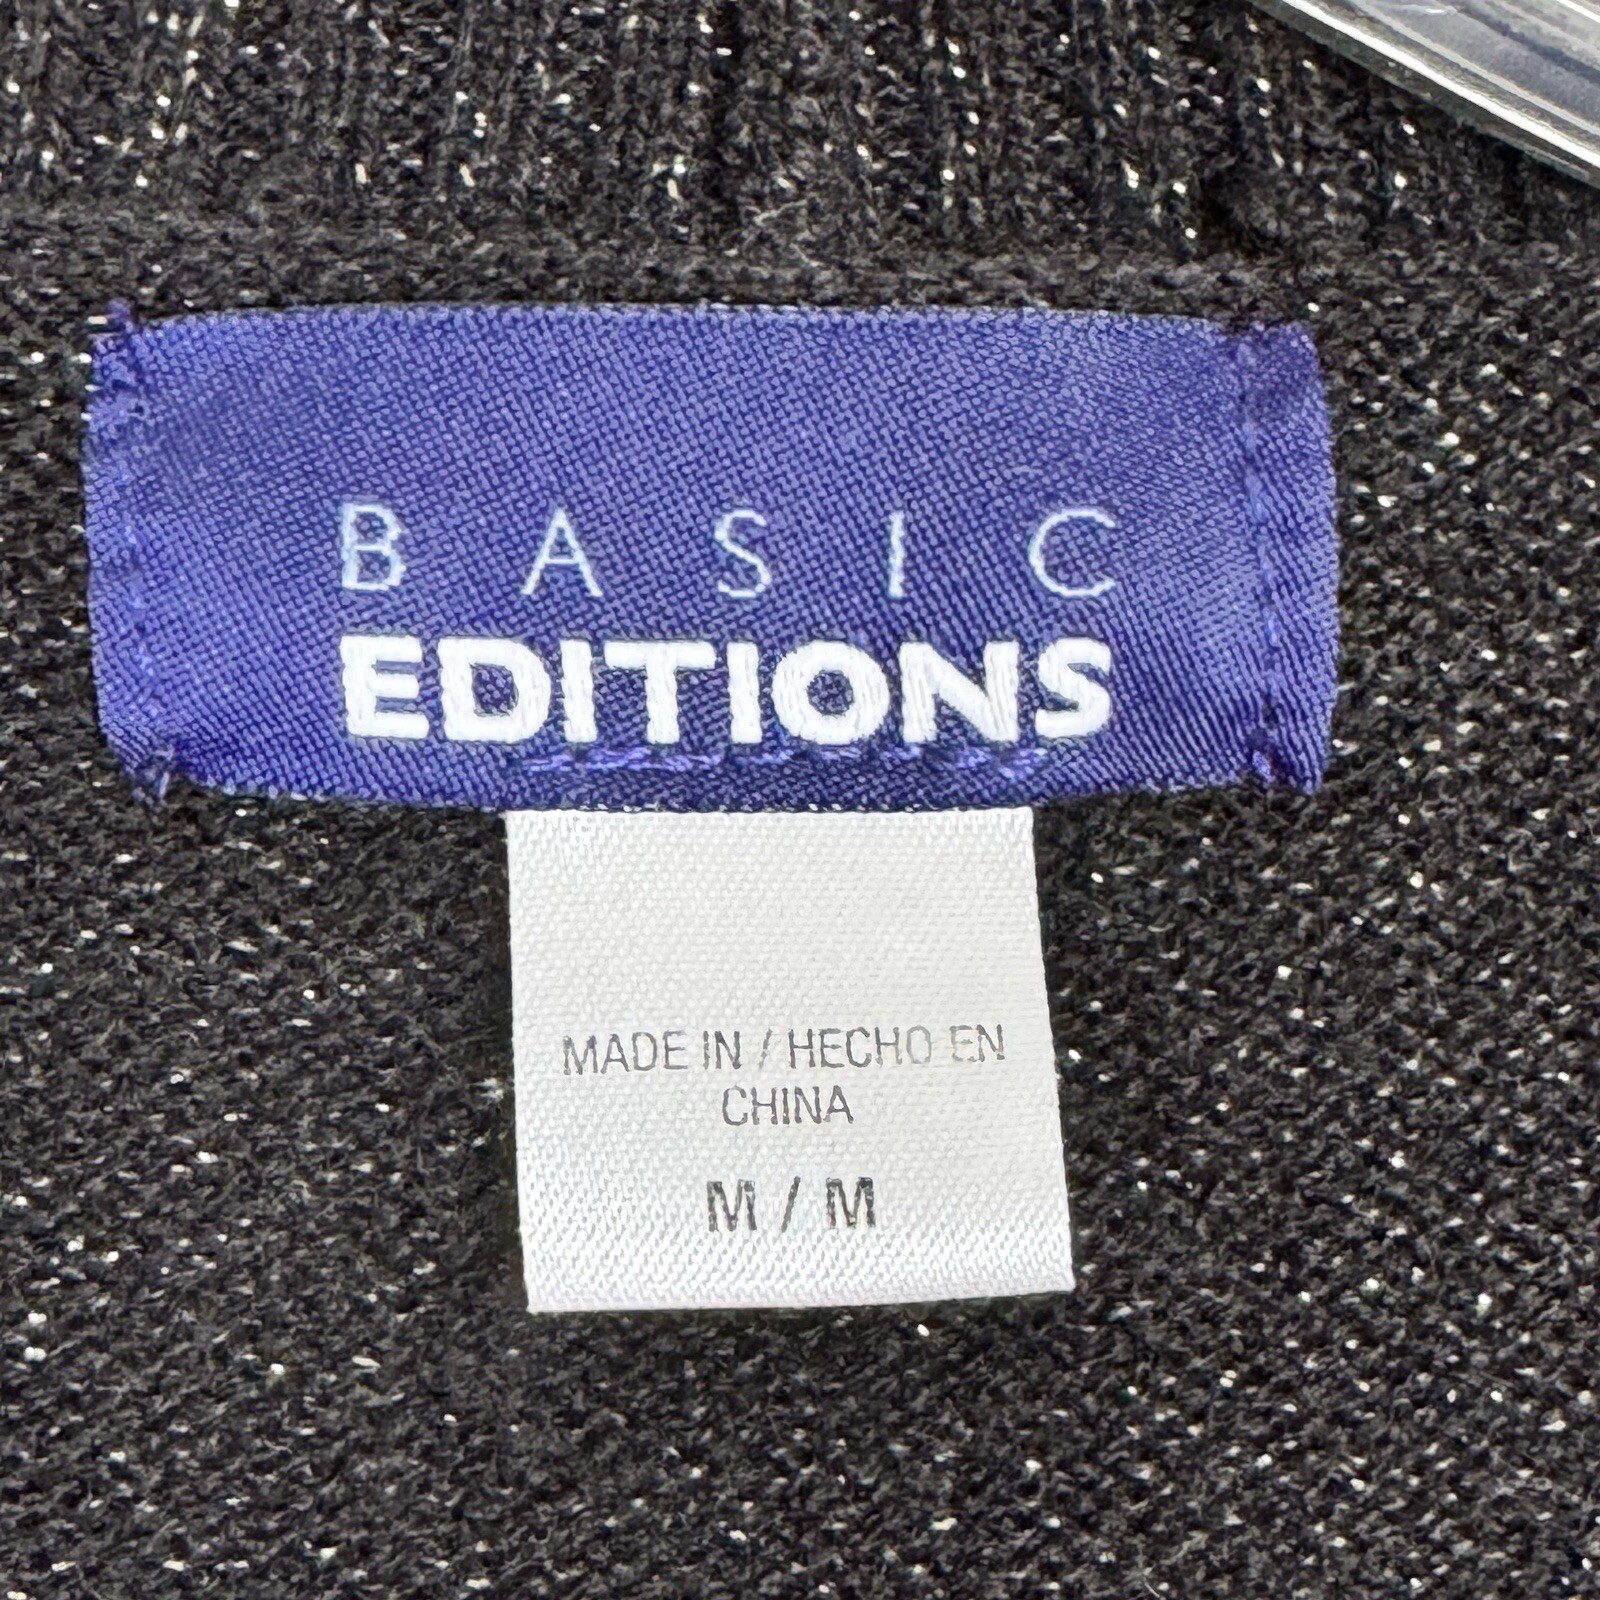 BASIC
EDITIONS
MADE IN / HECHO EN
CHINA
M / M